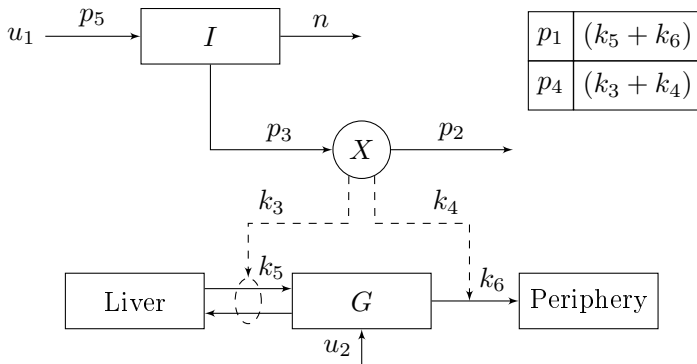 u₁
p₅
I
n
p₁ (k₅ + k₆)
p₄ (k₃ + k₄)
p₃
X
p₂
k₃
k₄
Liver
k₅
G
k₆
Periphery
u₂